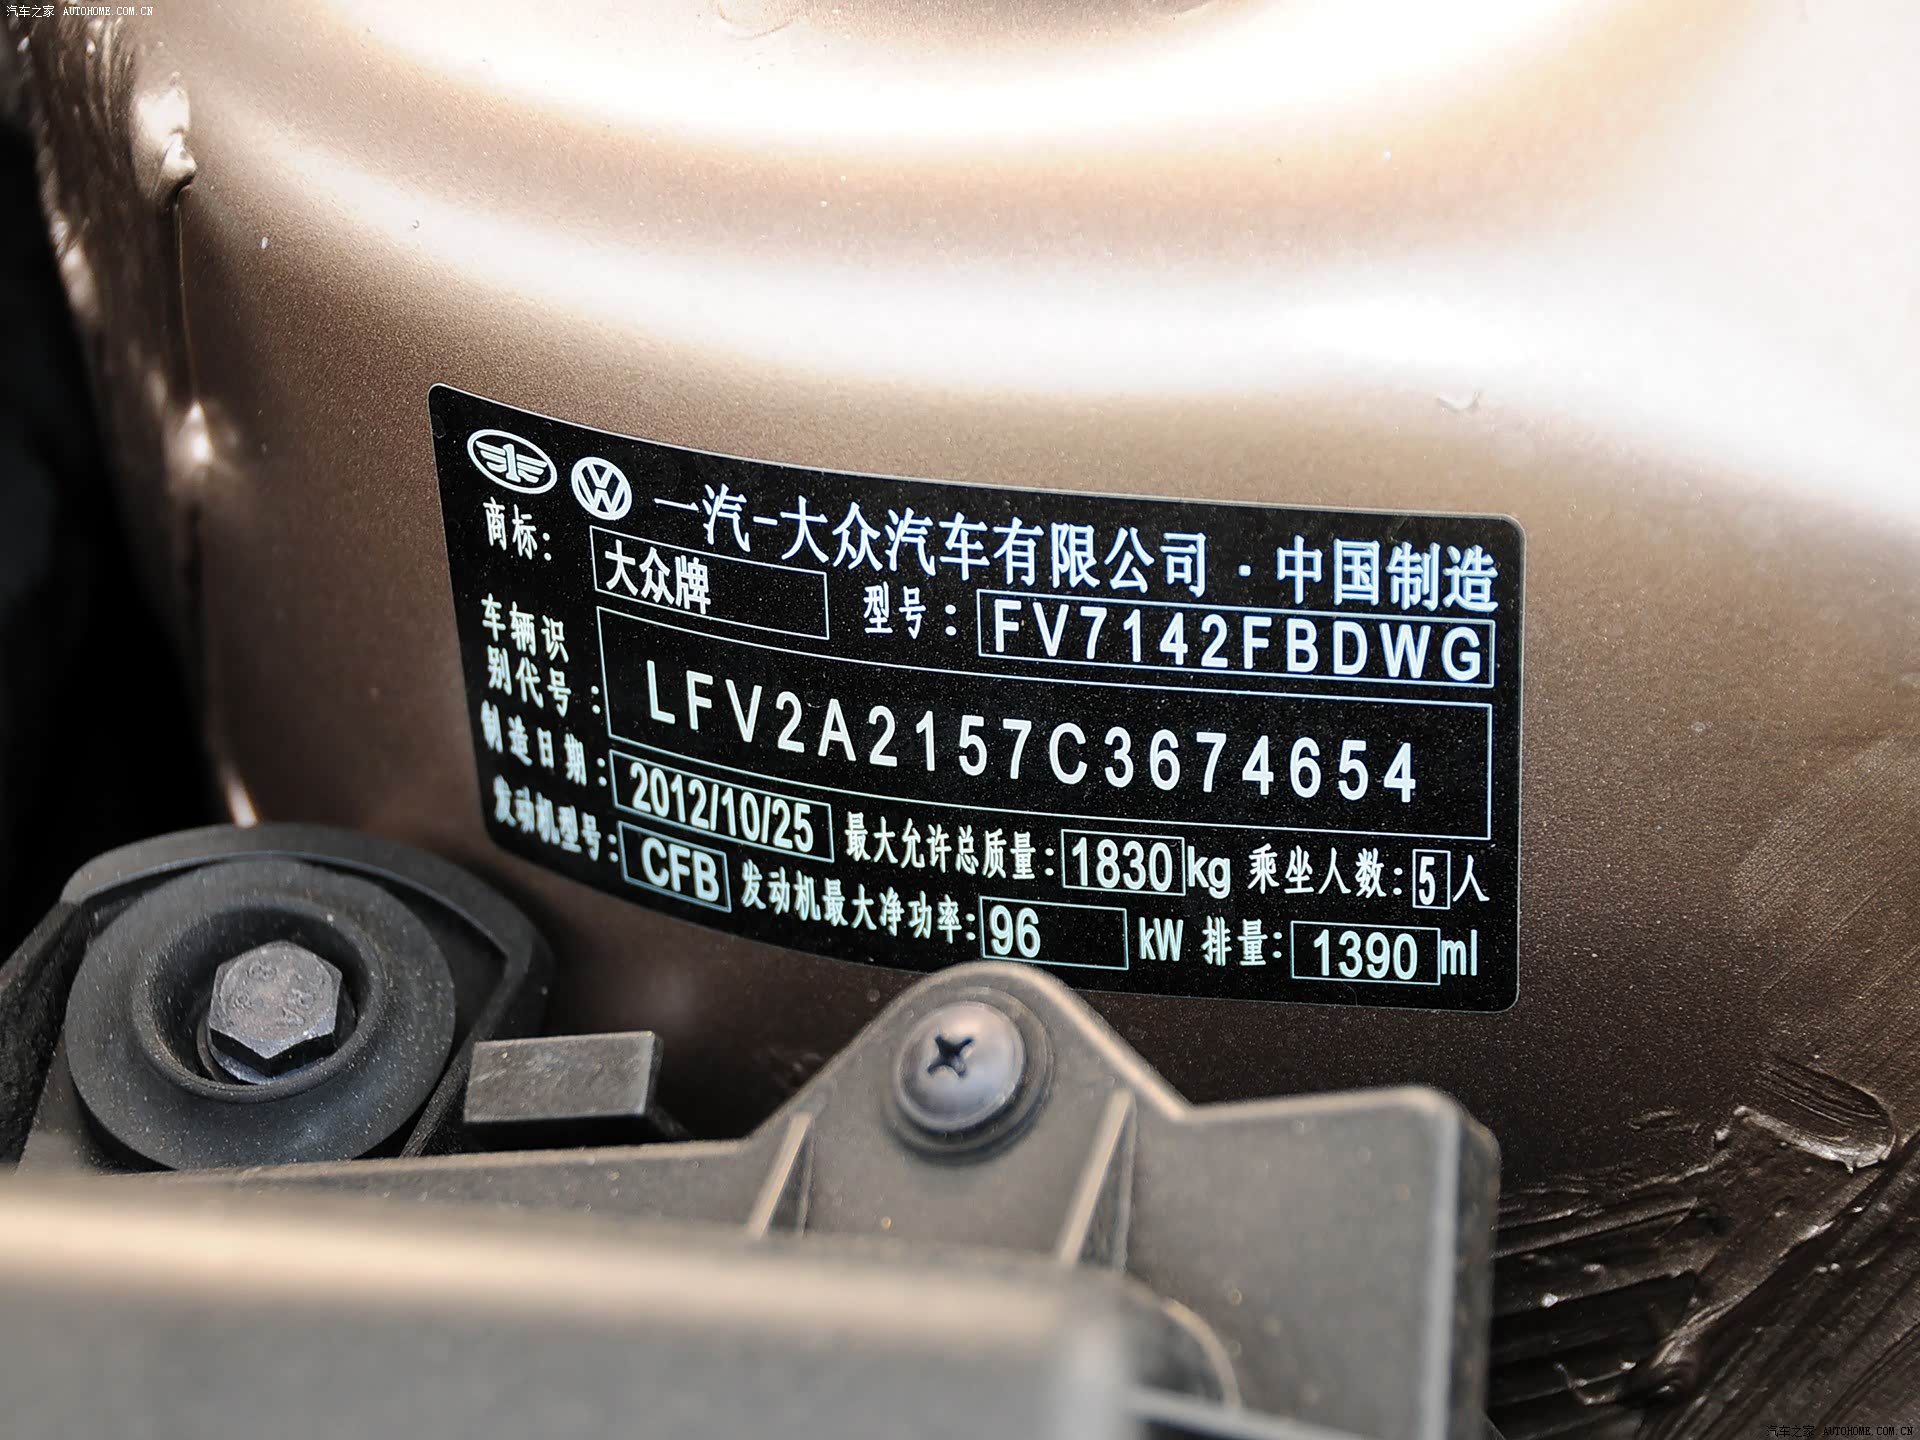 汽车之家 AUTOHOME.COM.CN
一汽-大众汽车有限公司·中国制造
商标: 大众牌 型号: FV7142FBDWG
车辆识别代号: LFV2A2157C3674654
制造日期: 2012/10/25 最大允许总质量: 1830 kg 乘坐人数: 5 人
发动机型号: CFB 发动机最大净功率: 96 kW 排量: 1390 ml
汽车之家 AUTOHOME.COM.CN